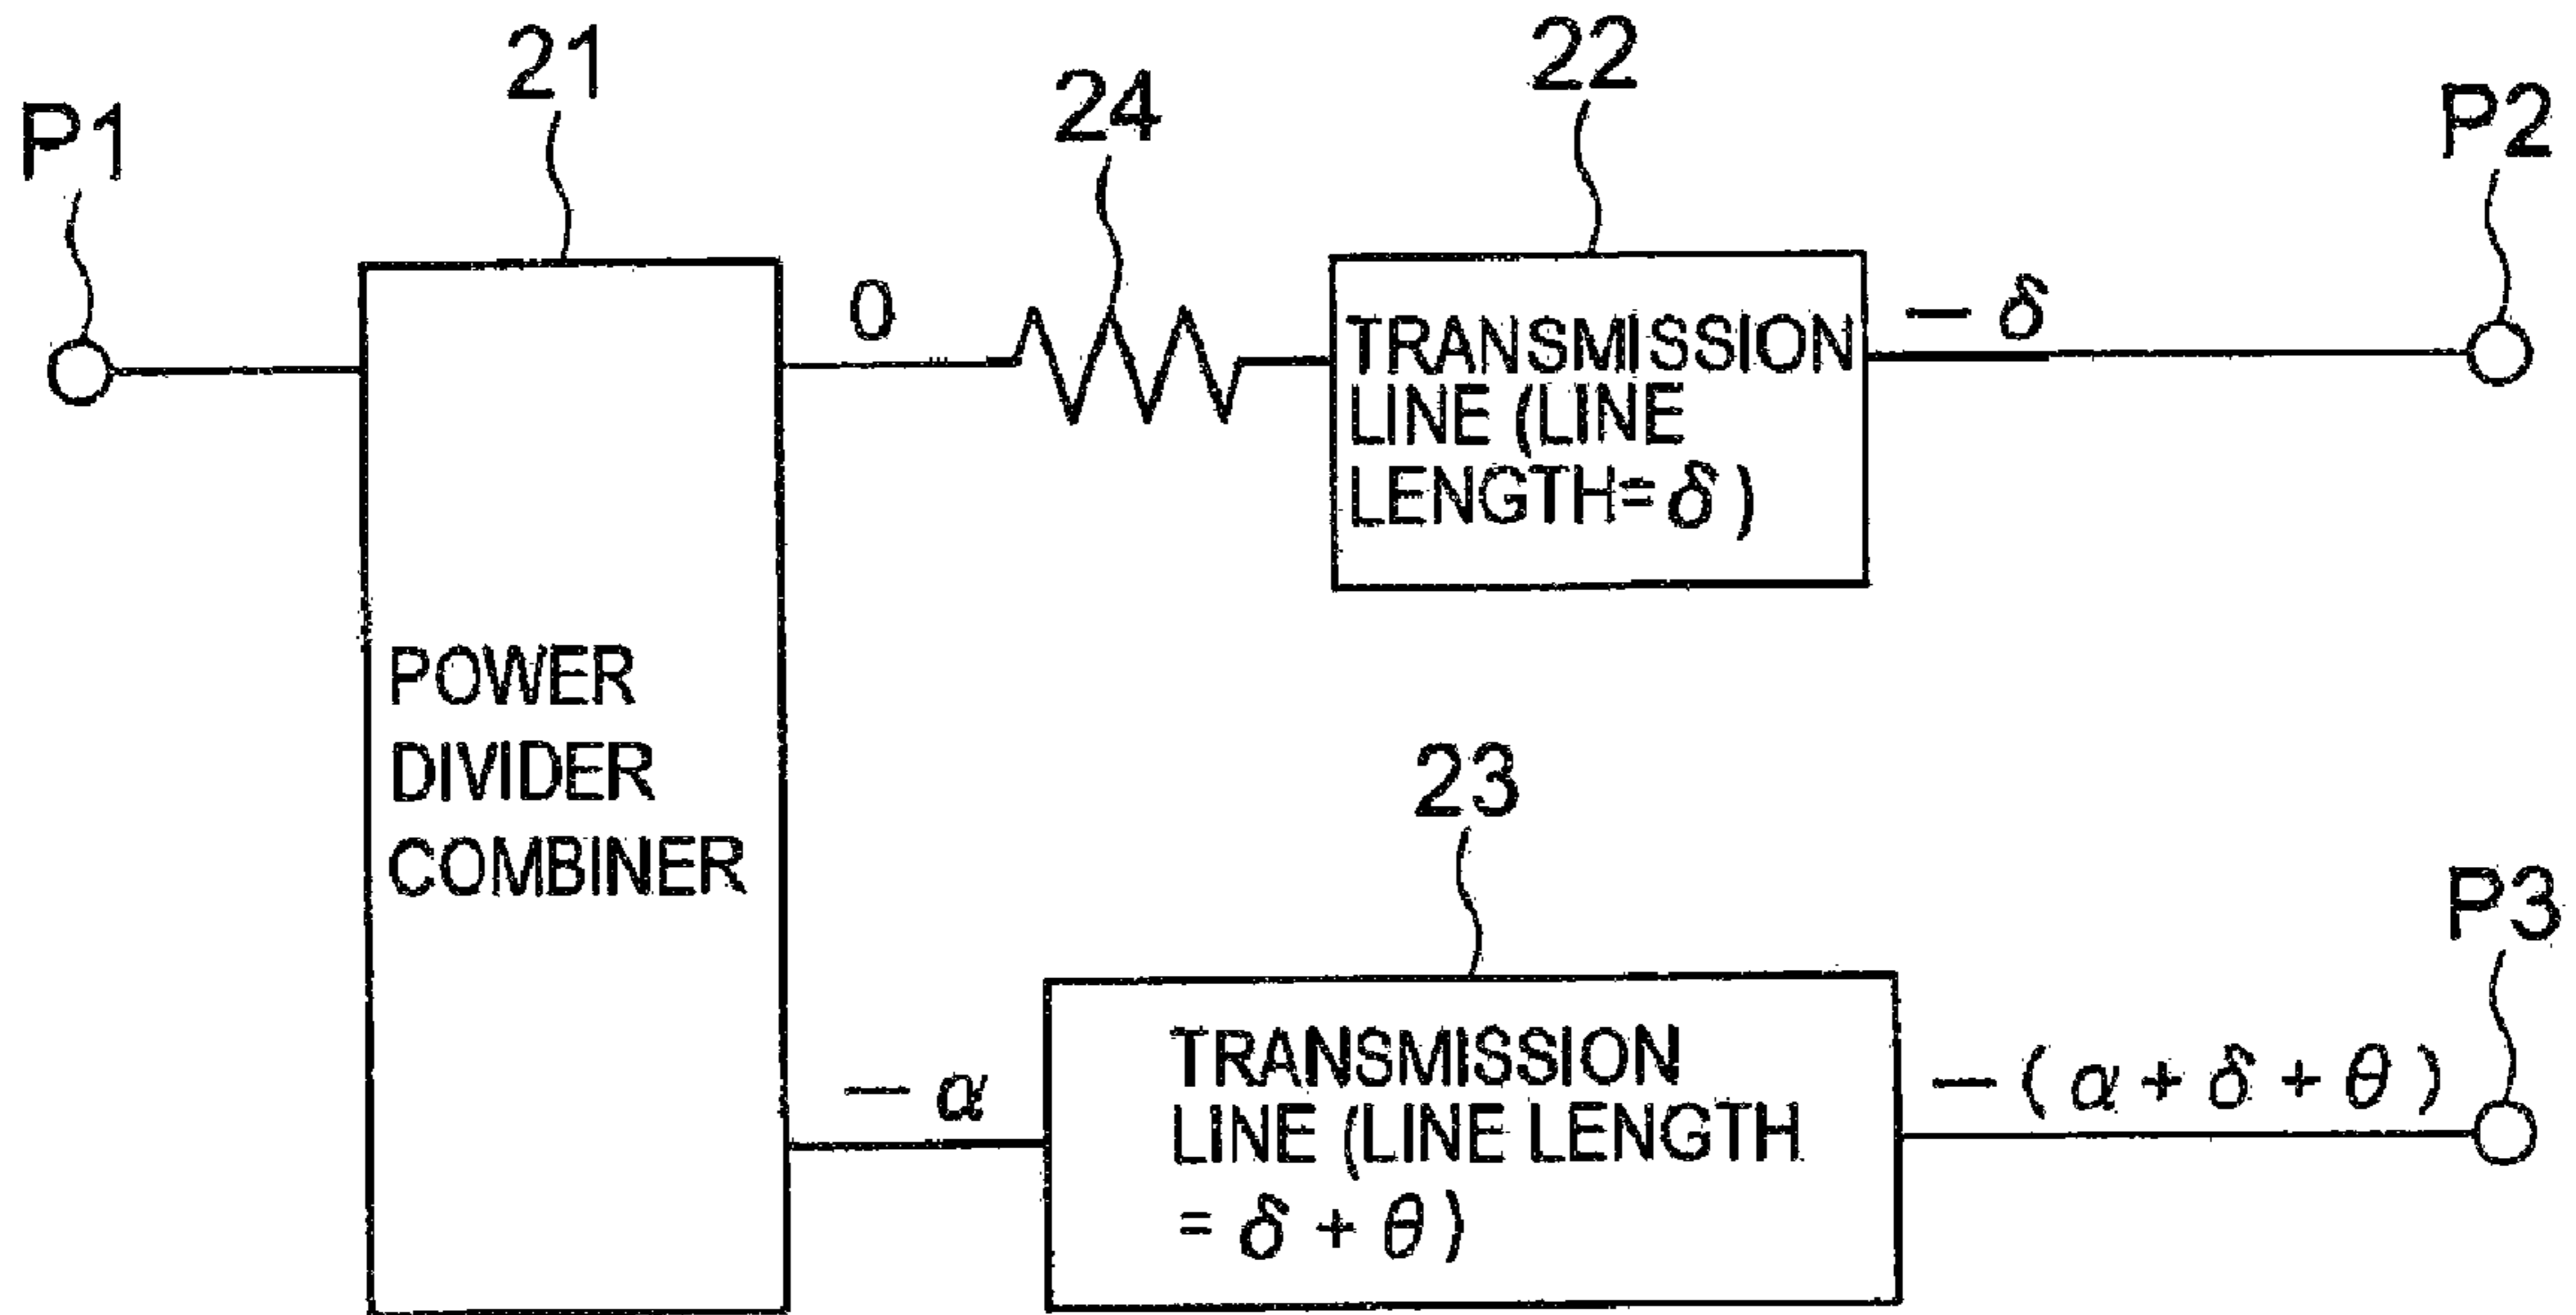 P1
21
24
22
P2
0
TRANSMISSION
LINE (LINE
LENGTH=δ)
− δ
POWER
DIVIDER
COMBINER
23
P3
− α
TRANSMISSION
LINE (LINE LENGTH
= δ + θ)
− (α + δ + θ)